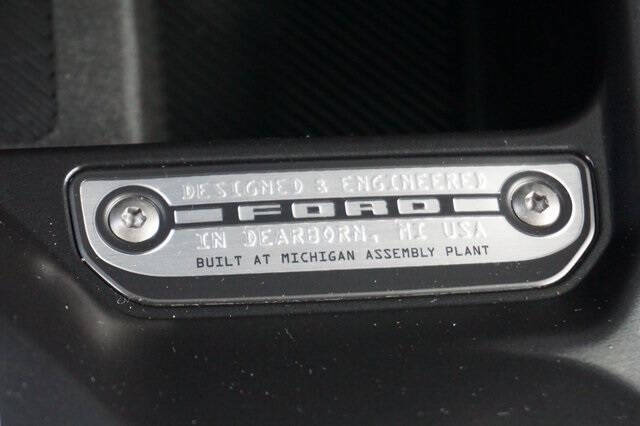 DESIGNED & ENGINEERED
FORD
IN DEARBORN, MI USA
BUILT AT MICHIGAN ASSEMBLY PLANT